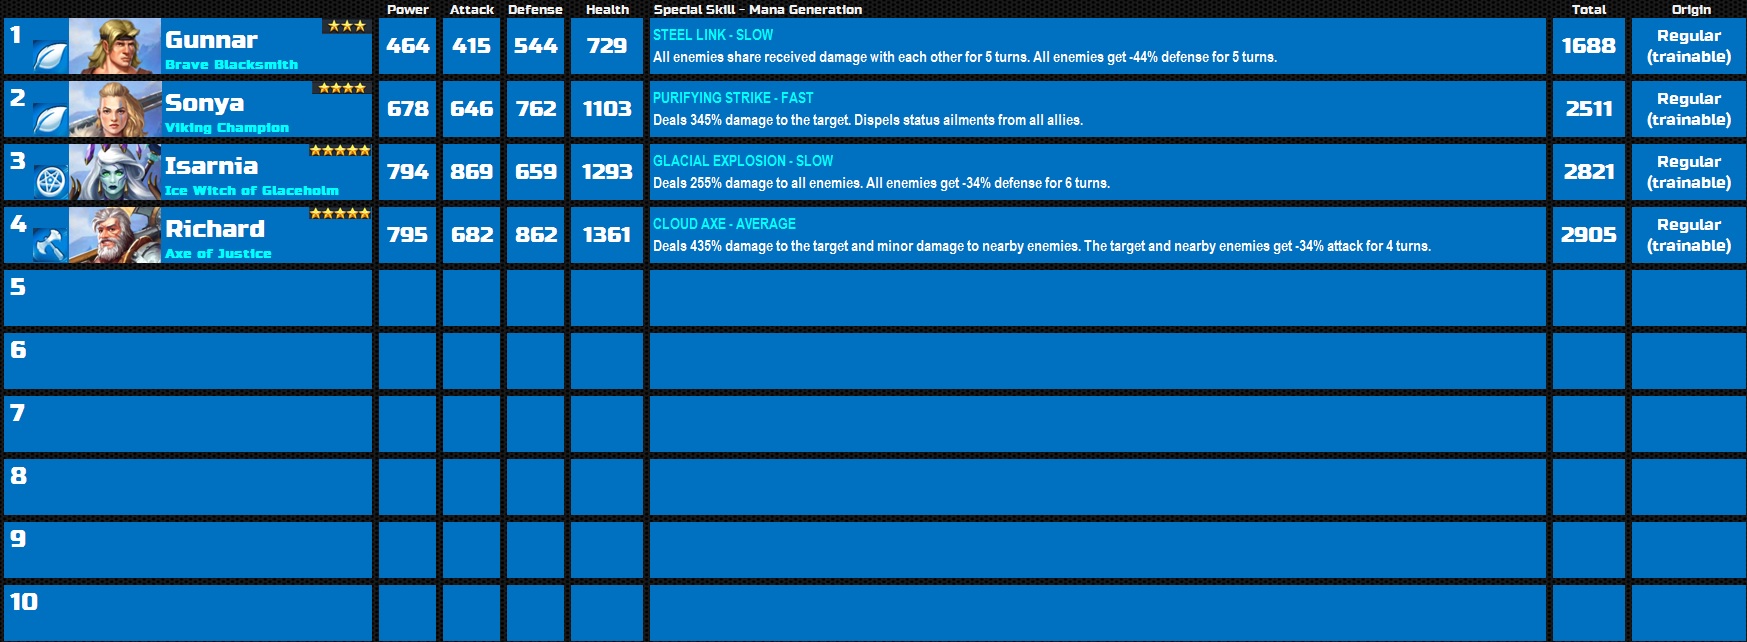 Power Attack Defense Health Special Skill - Mana Generation Total Origin
1 Gunnar 464 415 544 729 STEEL LINK - SLOW 1688 Regular
Brave Blacksmith All enemies share received damage with each other for 5 turns. All enemies get -44% defense for 5 turns. (trainable)
2 Sonya 678 646 762 1103 PURIFYING STRIKE - FAST 2511 Regular
Viking Champion Deals 345% damage to the target. Dispels status ailments from all allies. (trainable)
3 Isarnia 794 869 659 1293 GLACIAL EXPLOSION - SLOW 2821 Regular
Ice Witch of Glaceholm Deals 255% damage to all enemies. All enemies get -34% defense for 6 turns. (trainable)
4 Richard 795 682 862 1361 CLOUD AXE - AVERAGE 2905 Regular
Axe of Justice Deals 435% damage to the target and minor damage to nearby enemies. The target and nearby enemies get -34% attack for 4 turns. (trainable)
5
6
7
8
9
10